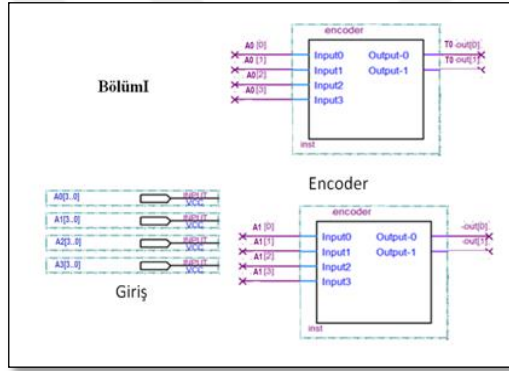 encoder
A0 [0]
A0 [1]
A0[2]
A0 [3]
Input0
Input1
Input2
Input3
Output-0
Output-1
T0 -out[0]
T0 -out[1]
inst
BölümI
Encoder
A0[3..0]
INPUT
VCC
A1[3..0]
INPUT
VCC
A2[3..0]
INPUT
VCC
A3[3..0]
INPUT
VCC
Giriş
encoder
A1 [0]
A1 [1]
A1 [2]
A1 [3]
Input0
Input1
Input2
Input3
Output-0
Output-1
-out[0]
-out[1]
inst